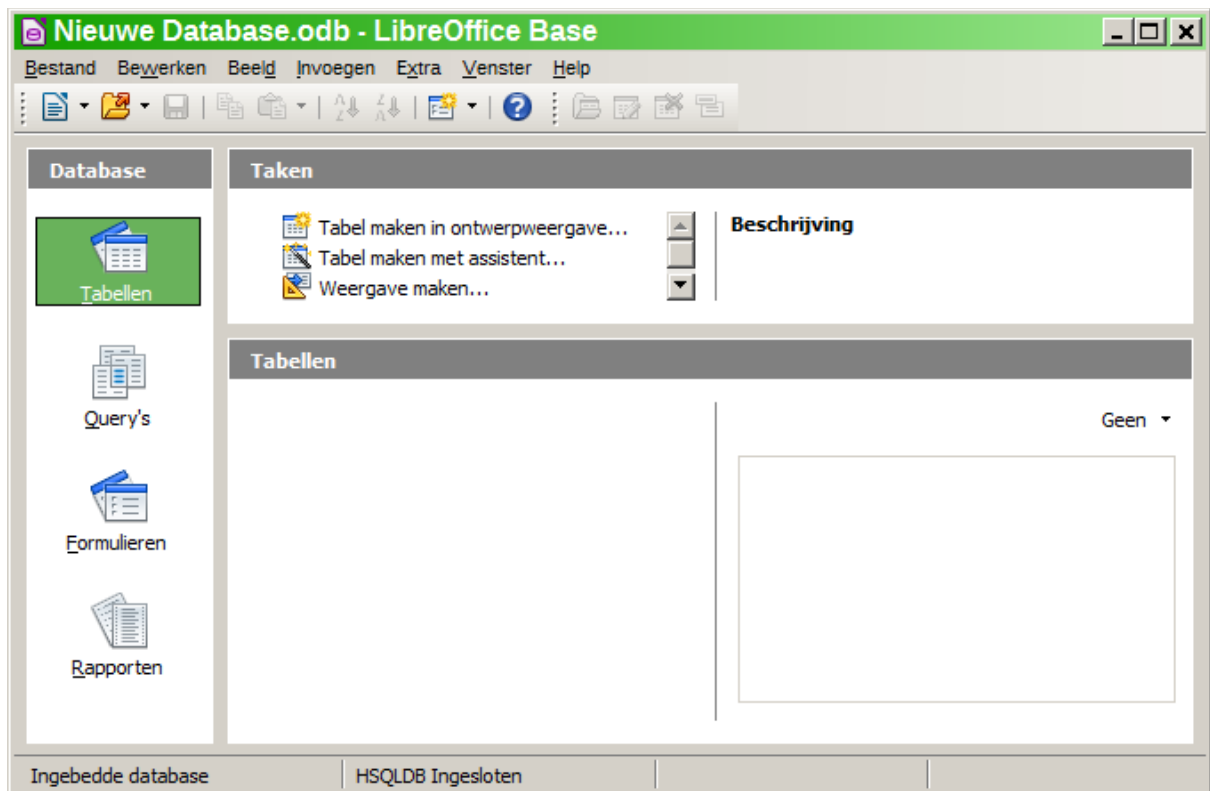 Nieuwe Database.odb - LibreOffice Base
Bestand Bewerken Beeld Invoegen Extra Venster Help
Database
Tabellen
Query's
Formulieren
Rapporten
Taken
Tabel maken in ontwerpweergave...
Tabel maken met assistent...
Weergave maken...
Beschrijving
Tabellen
Geen
Ingebedde database HSQLDB Ingesloten